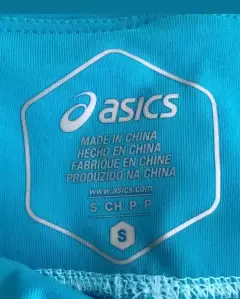 asics
MADE IN CHINA
HECHO EN CHINA
FABRIQUÉ EN CHINE
PRODUZIDO NA CHINA
www.asics.com
S CH P P
S